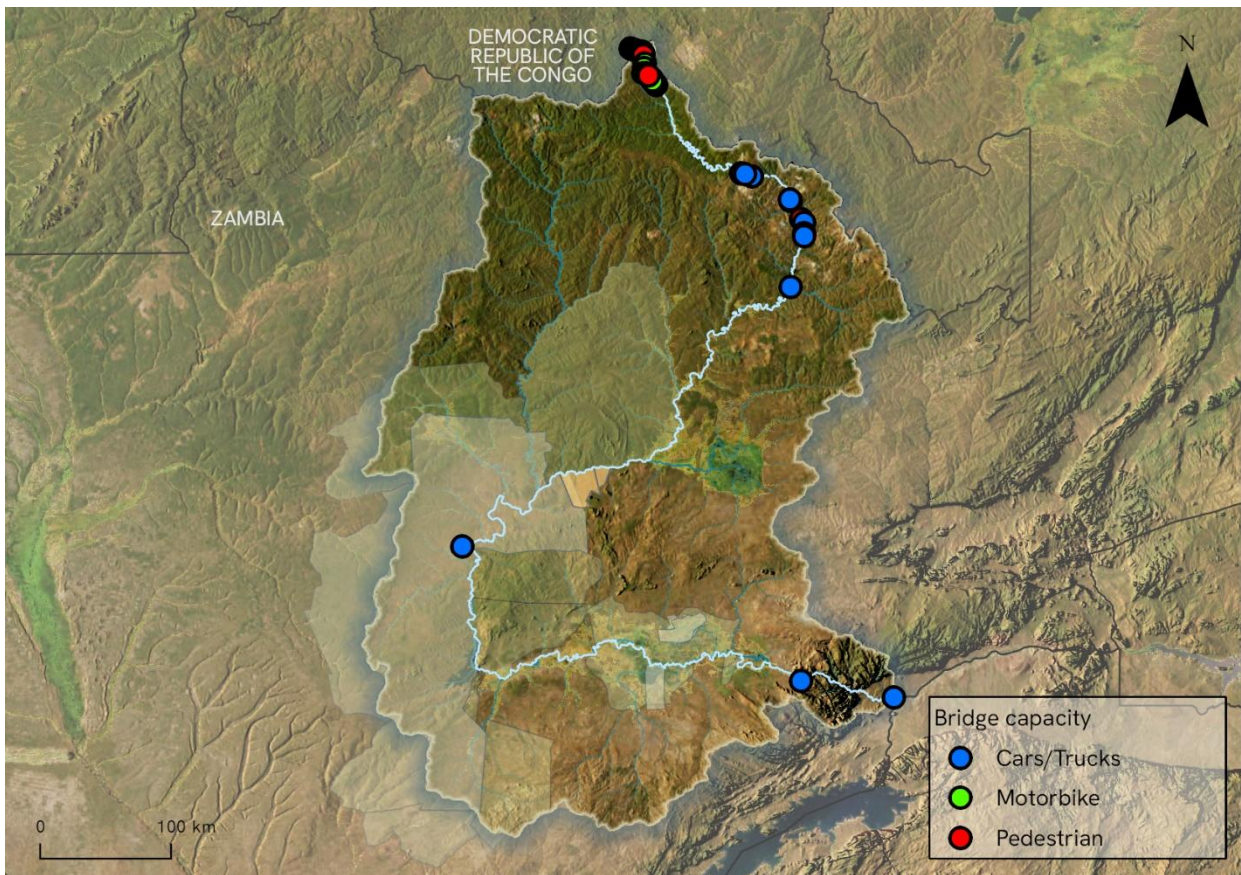 DEMOCRATIC
REPUBLIC OF
THE CONGO
N
ZAMBIA
Bridge capacity
Cars/Trucks
Motorbike
Pedestrian
0 100 km